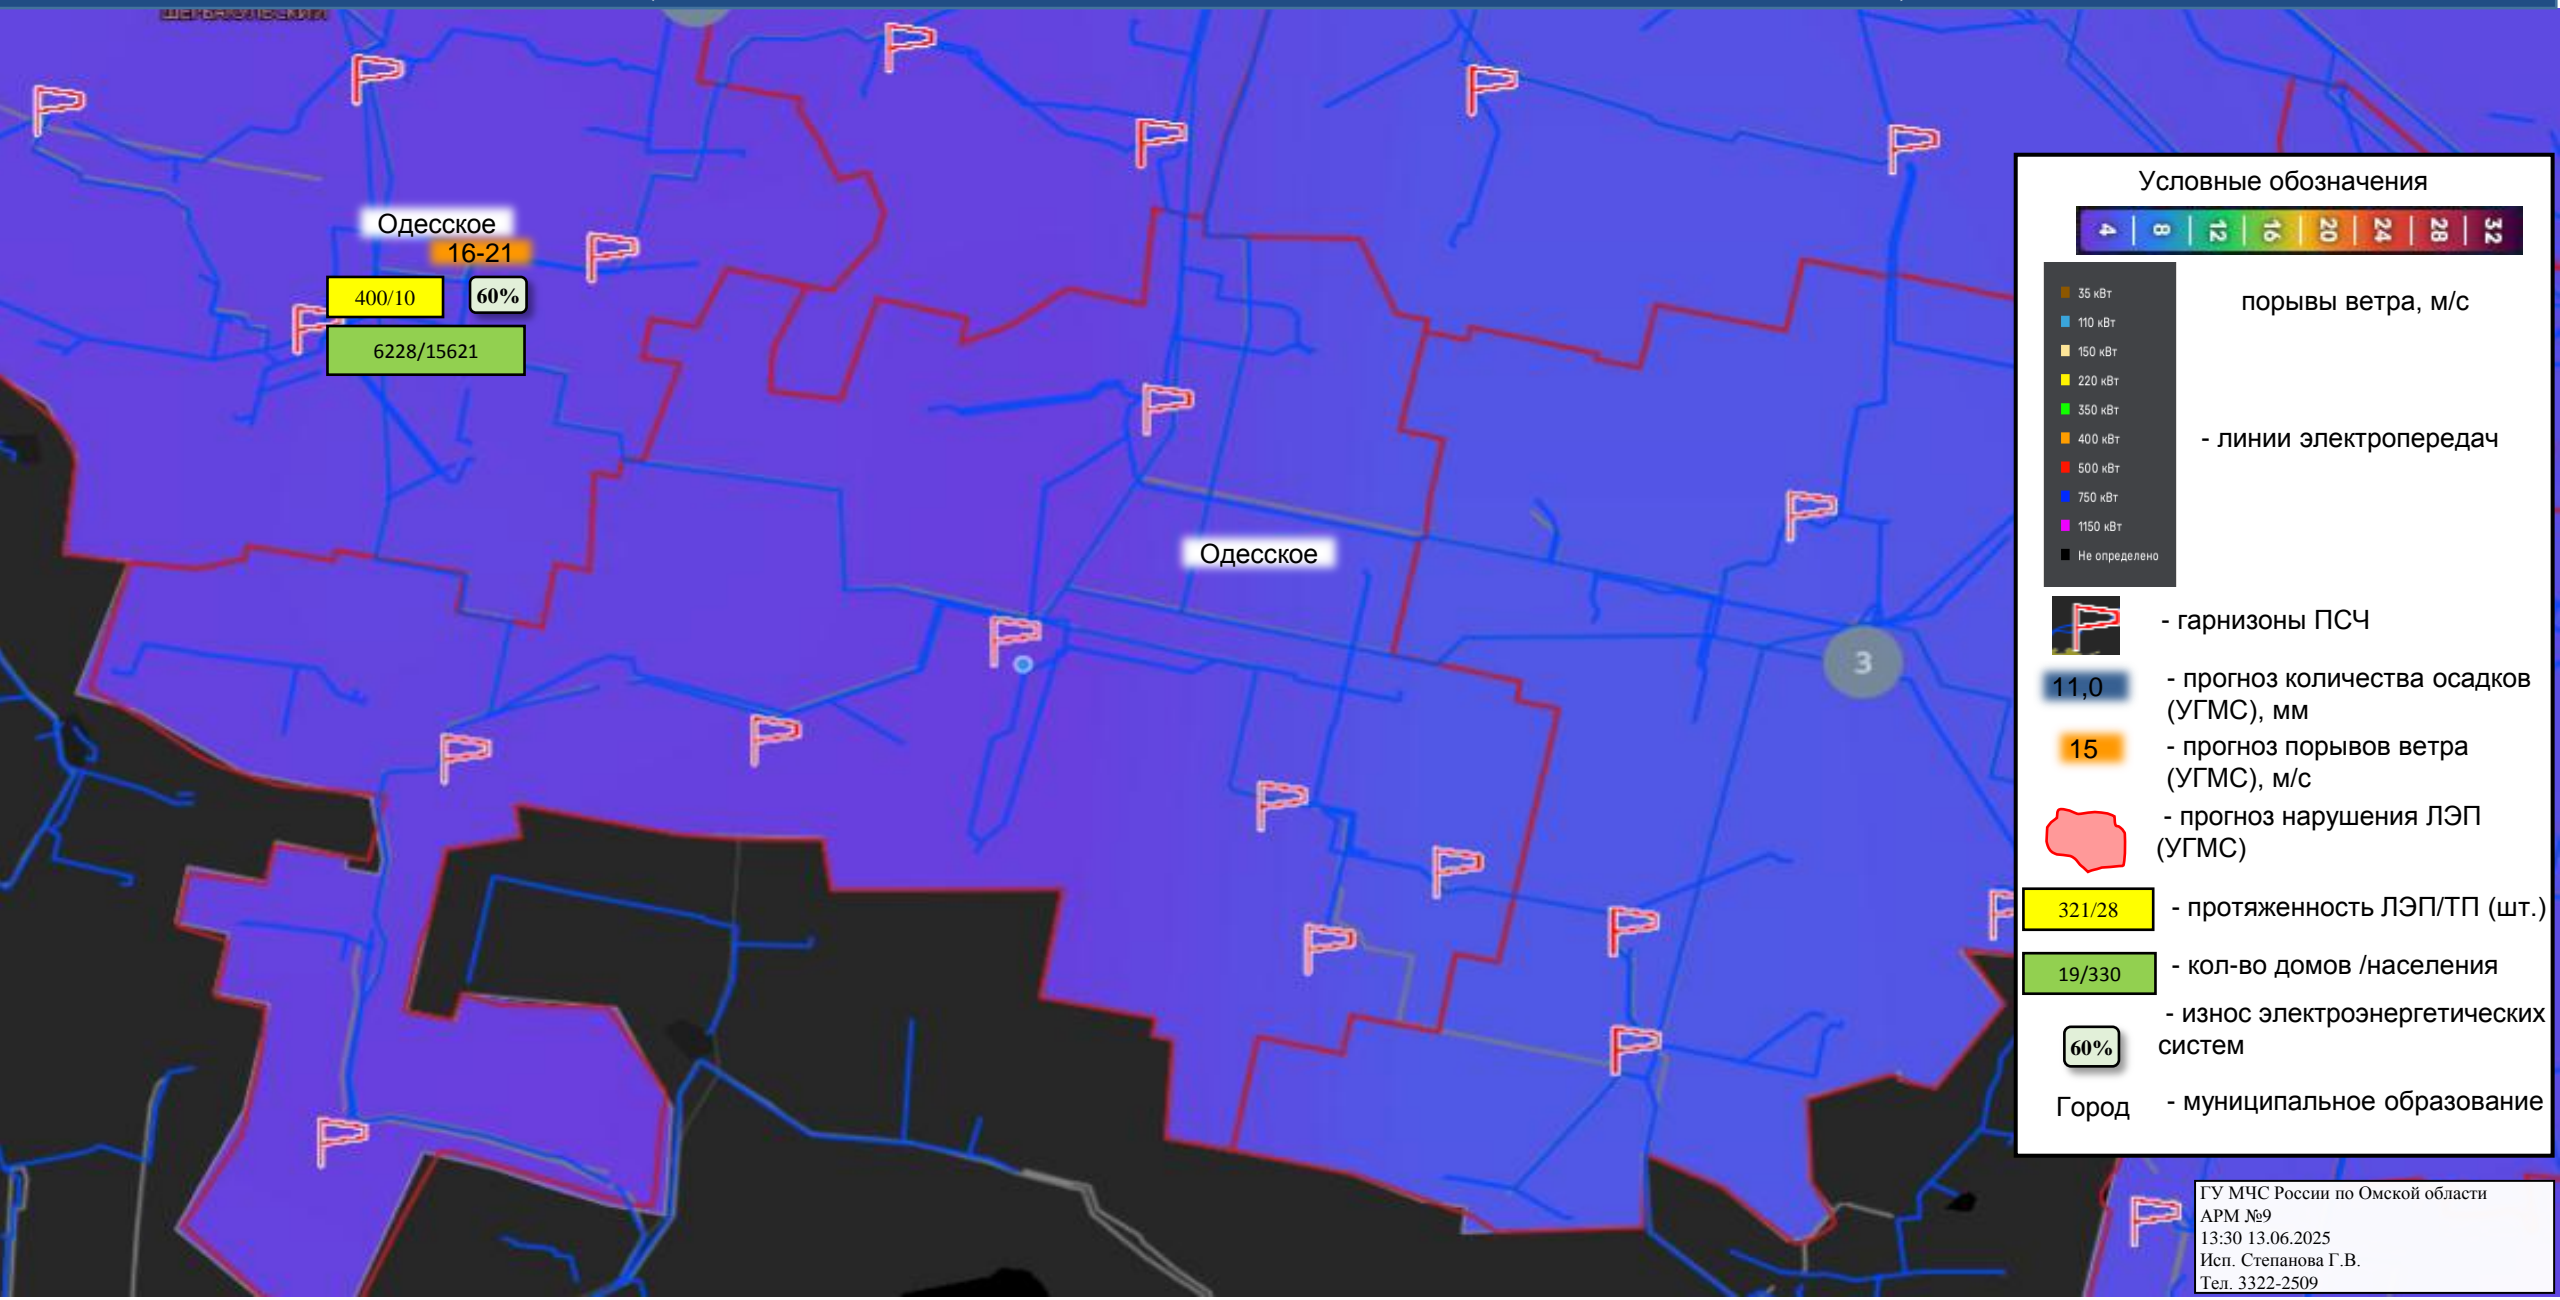 Одесское
16-21
400/10
60%
6228/15621
Одесское
3
Условные обозначения
4 8 12 16 20 24 28 32
порывы ветра, м/с
35 кВт
110 кВт
150 кВт
220 кВт
350 кВт
400 кВт
500 кВт
750 кВт
1150 кВт
Не определено
- линии электропередач
- гарнизоны ПСЧ
11,0
- прогноз количества осадков
(УГМС), мм
15
- прогноз порывов ветра
(УГМС), м/с
- прогноз нарушения ЛЭП
(УГМС)
321/28
- протяженность ЛЭП/ТП (шт.)
19/330
- кол-во домов /населения
- износ электроэнергетических
систем
60%
Город
- муниципальное образование
ГУ МЧС России по Омской области
АРМ №9
13:30 13.06.2025
Исп. Степанова Г.В.
Тел. 3322-2509